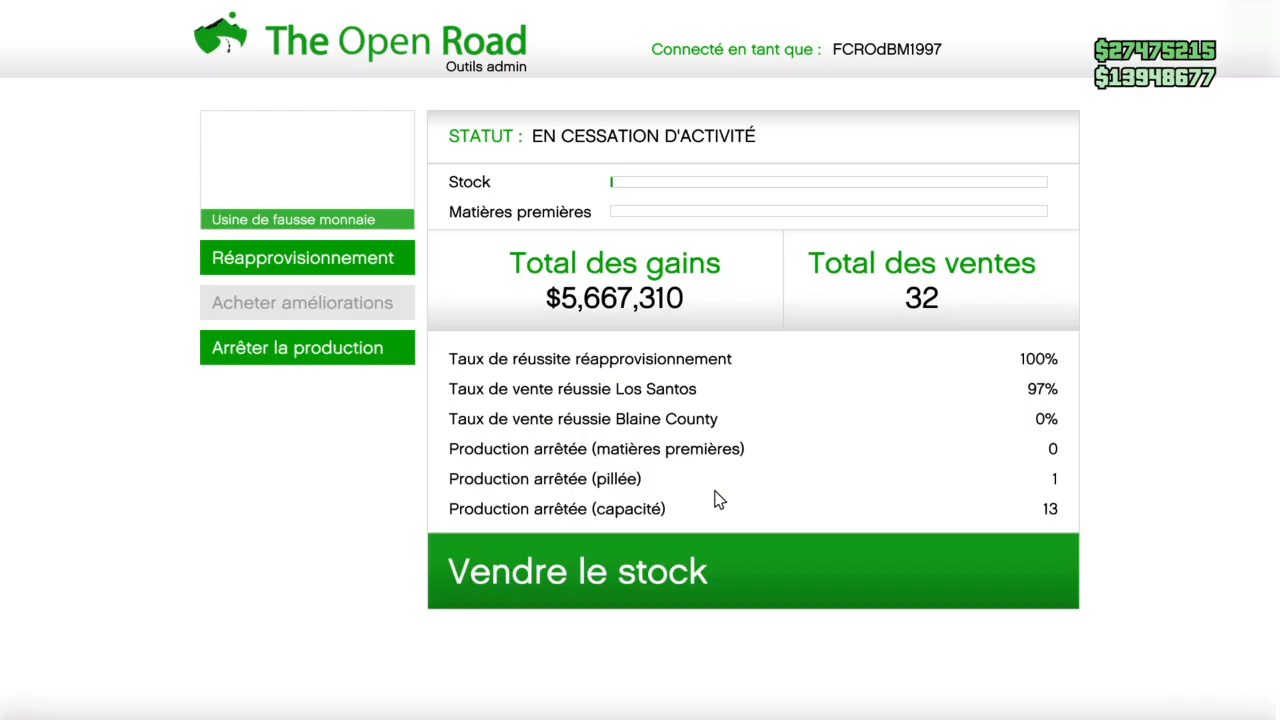 The Open Road
Outils admin
Connecté en tant que : FCROdBM1997
$27475215
$13948677
Usine de fausse monnaie
Réapprovisionnement
Acheter améliorations
Arrêter la production
STATUT : EN CESSATION D'ACTIVITÉ
Stock
Matières premières
Total des gains
$5,667,310
Total des ventes
32
Taux de réussite réapprovisionnement 100%
Taux de vente réussie Los Santos 97%
Taux de vente réussie Blaine County 0%
Production arrêtée (matières premières) 0
Production arrêtée (pillée) 1
Production arrêtée (capacité) 13
Vendre le stock